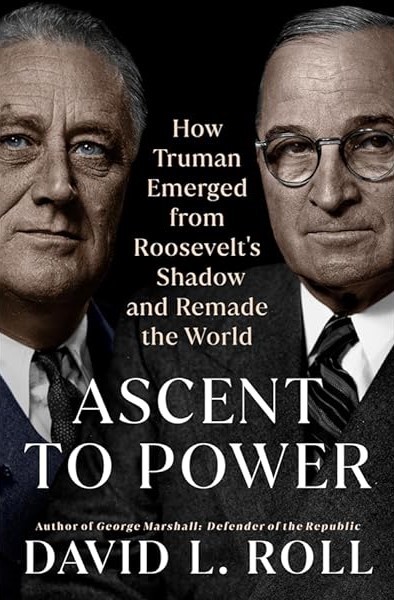 How
Truman
Emerged
from
Roosevelt's
Shadow
and Remade
the World
ASCENT
TO POWER
Author of George Marshall: Defender of the Republic
DAVID L. ROLL